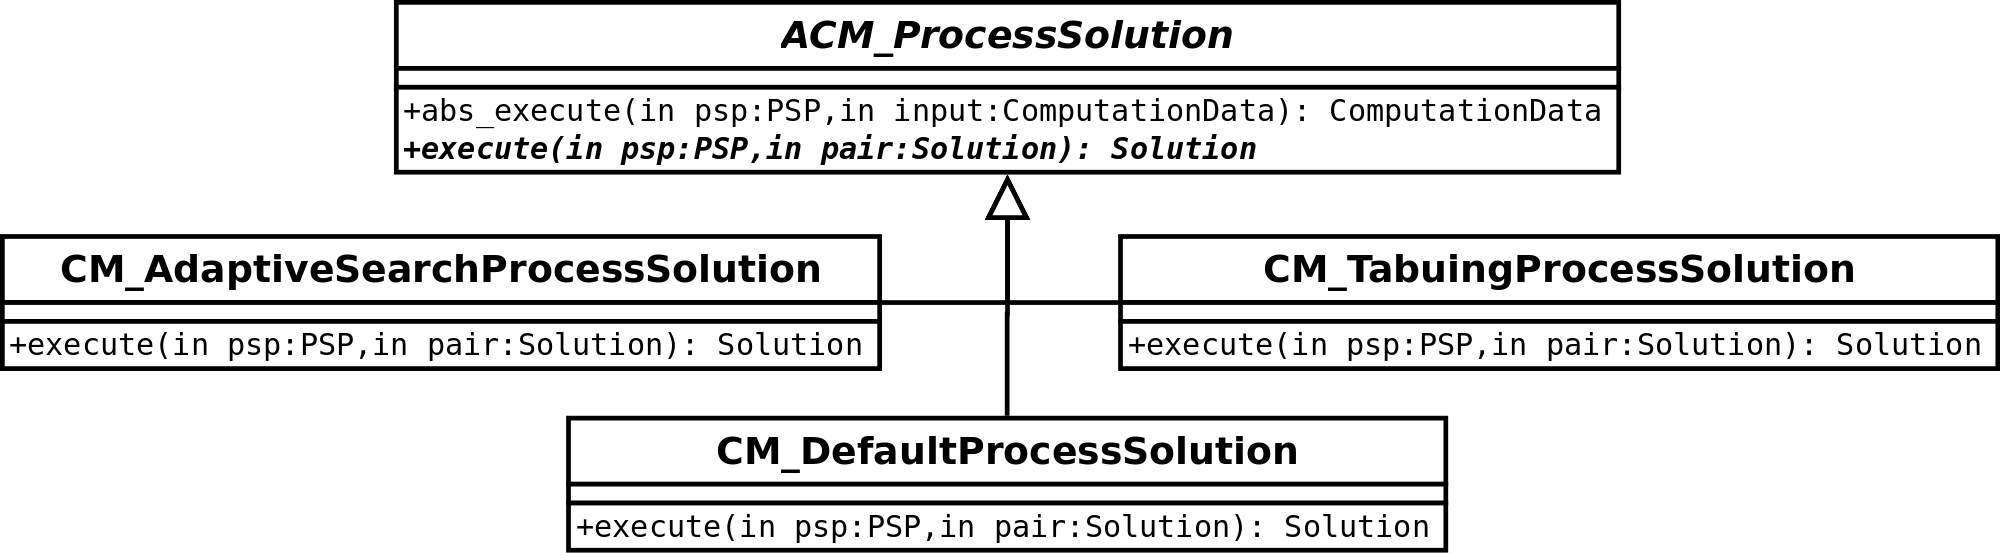 ACM_ProcessSolution
+abs_execute(in psp:PSP,in input:ComputationData): ComputationData
+execute(in psp:PSP,in pair:Solution): Solution
CM_AdaptiveSearchProcessSolution
+execute(in psp:PSP,in pair:Solution): Solution
CM_TabuingProcessSolution
+execute(in psp:PSP,in pair:Solution): Solution
CM_DefaultProcessSolution
+execute(in psp:PSP,in pair:Solution): Solution